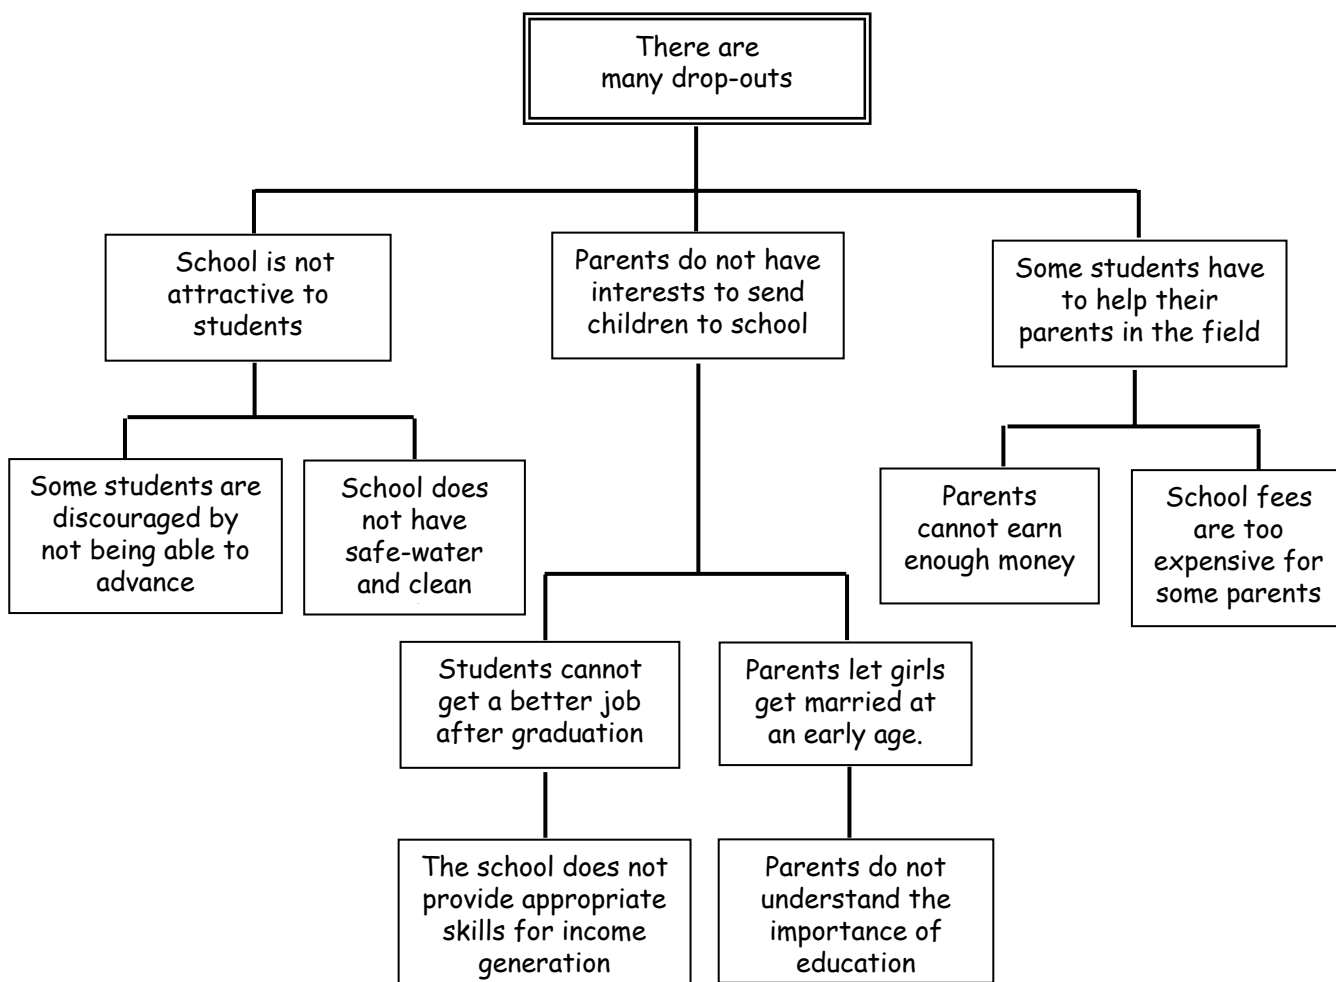 There are
many drop-outs
School is not
attractive to
students
Parents do not have
interests to send
children to school
Some students have
to help their
parents in the field
Some students are
discouraged by
not being able to
advance
School does
not have
safe-water
and clean
Parents
cannot earn
enough money
School fees
are too
expensive for
some parents
Students cannot
get a better job
after graduation
Parents let girls
get married at
an early age.
The school does not
provide appropriate
skills for income
generation
Parents do not
understand the
importance of
education